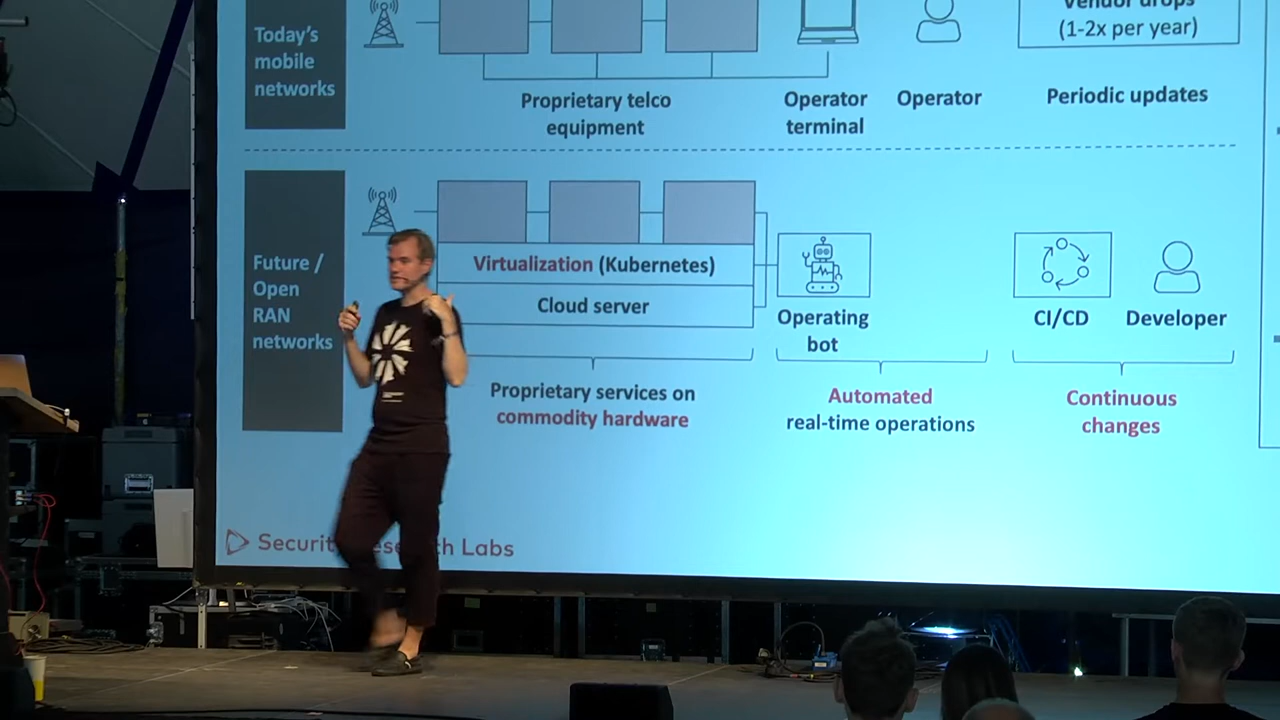 Today's
mobile
networks
Proprietary telco
equipment
Operator
terminal
Operator
Vendor drops
(1-2x per year)
Periodic updates
Future /
Open
RAN
networks
Virtualization (Kubernetes)
Cloud server
Proprietary services on
commodity hardware
Operating
bot
Automated
real-time operations
CI/CD
Developer
Continuous
changes
Labs